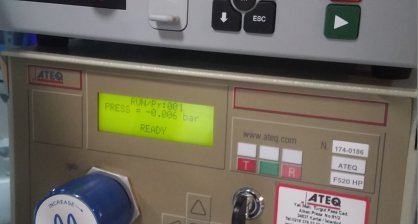 ESC
ATEQ
RUN/Pr:001
PRESS = -0.006 bar
READY
www.ateq.com
T R
N 174-0186
ATEQ
F520 HP
INCREASE
ATEQ